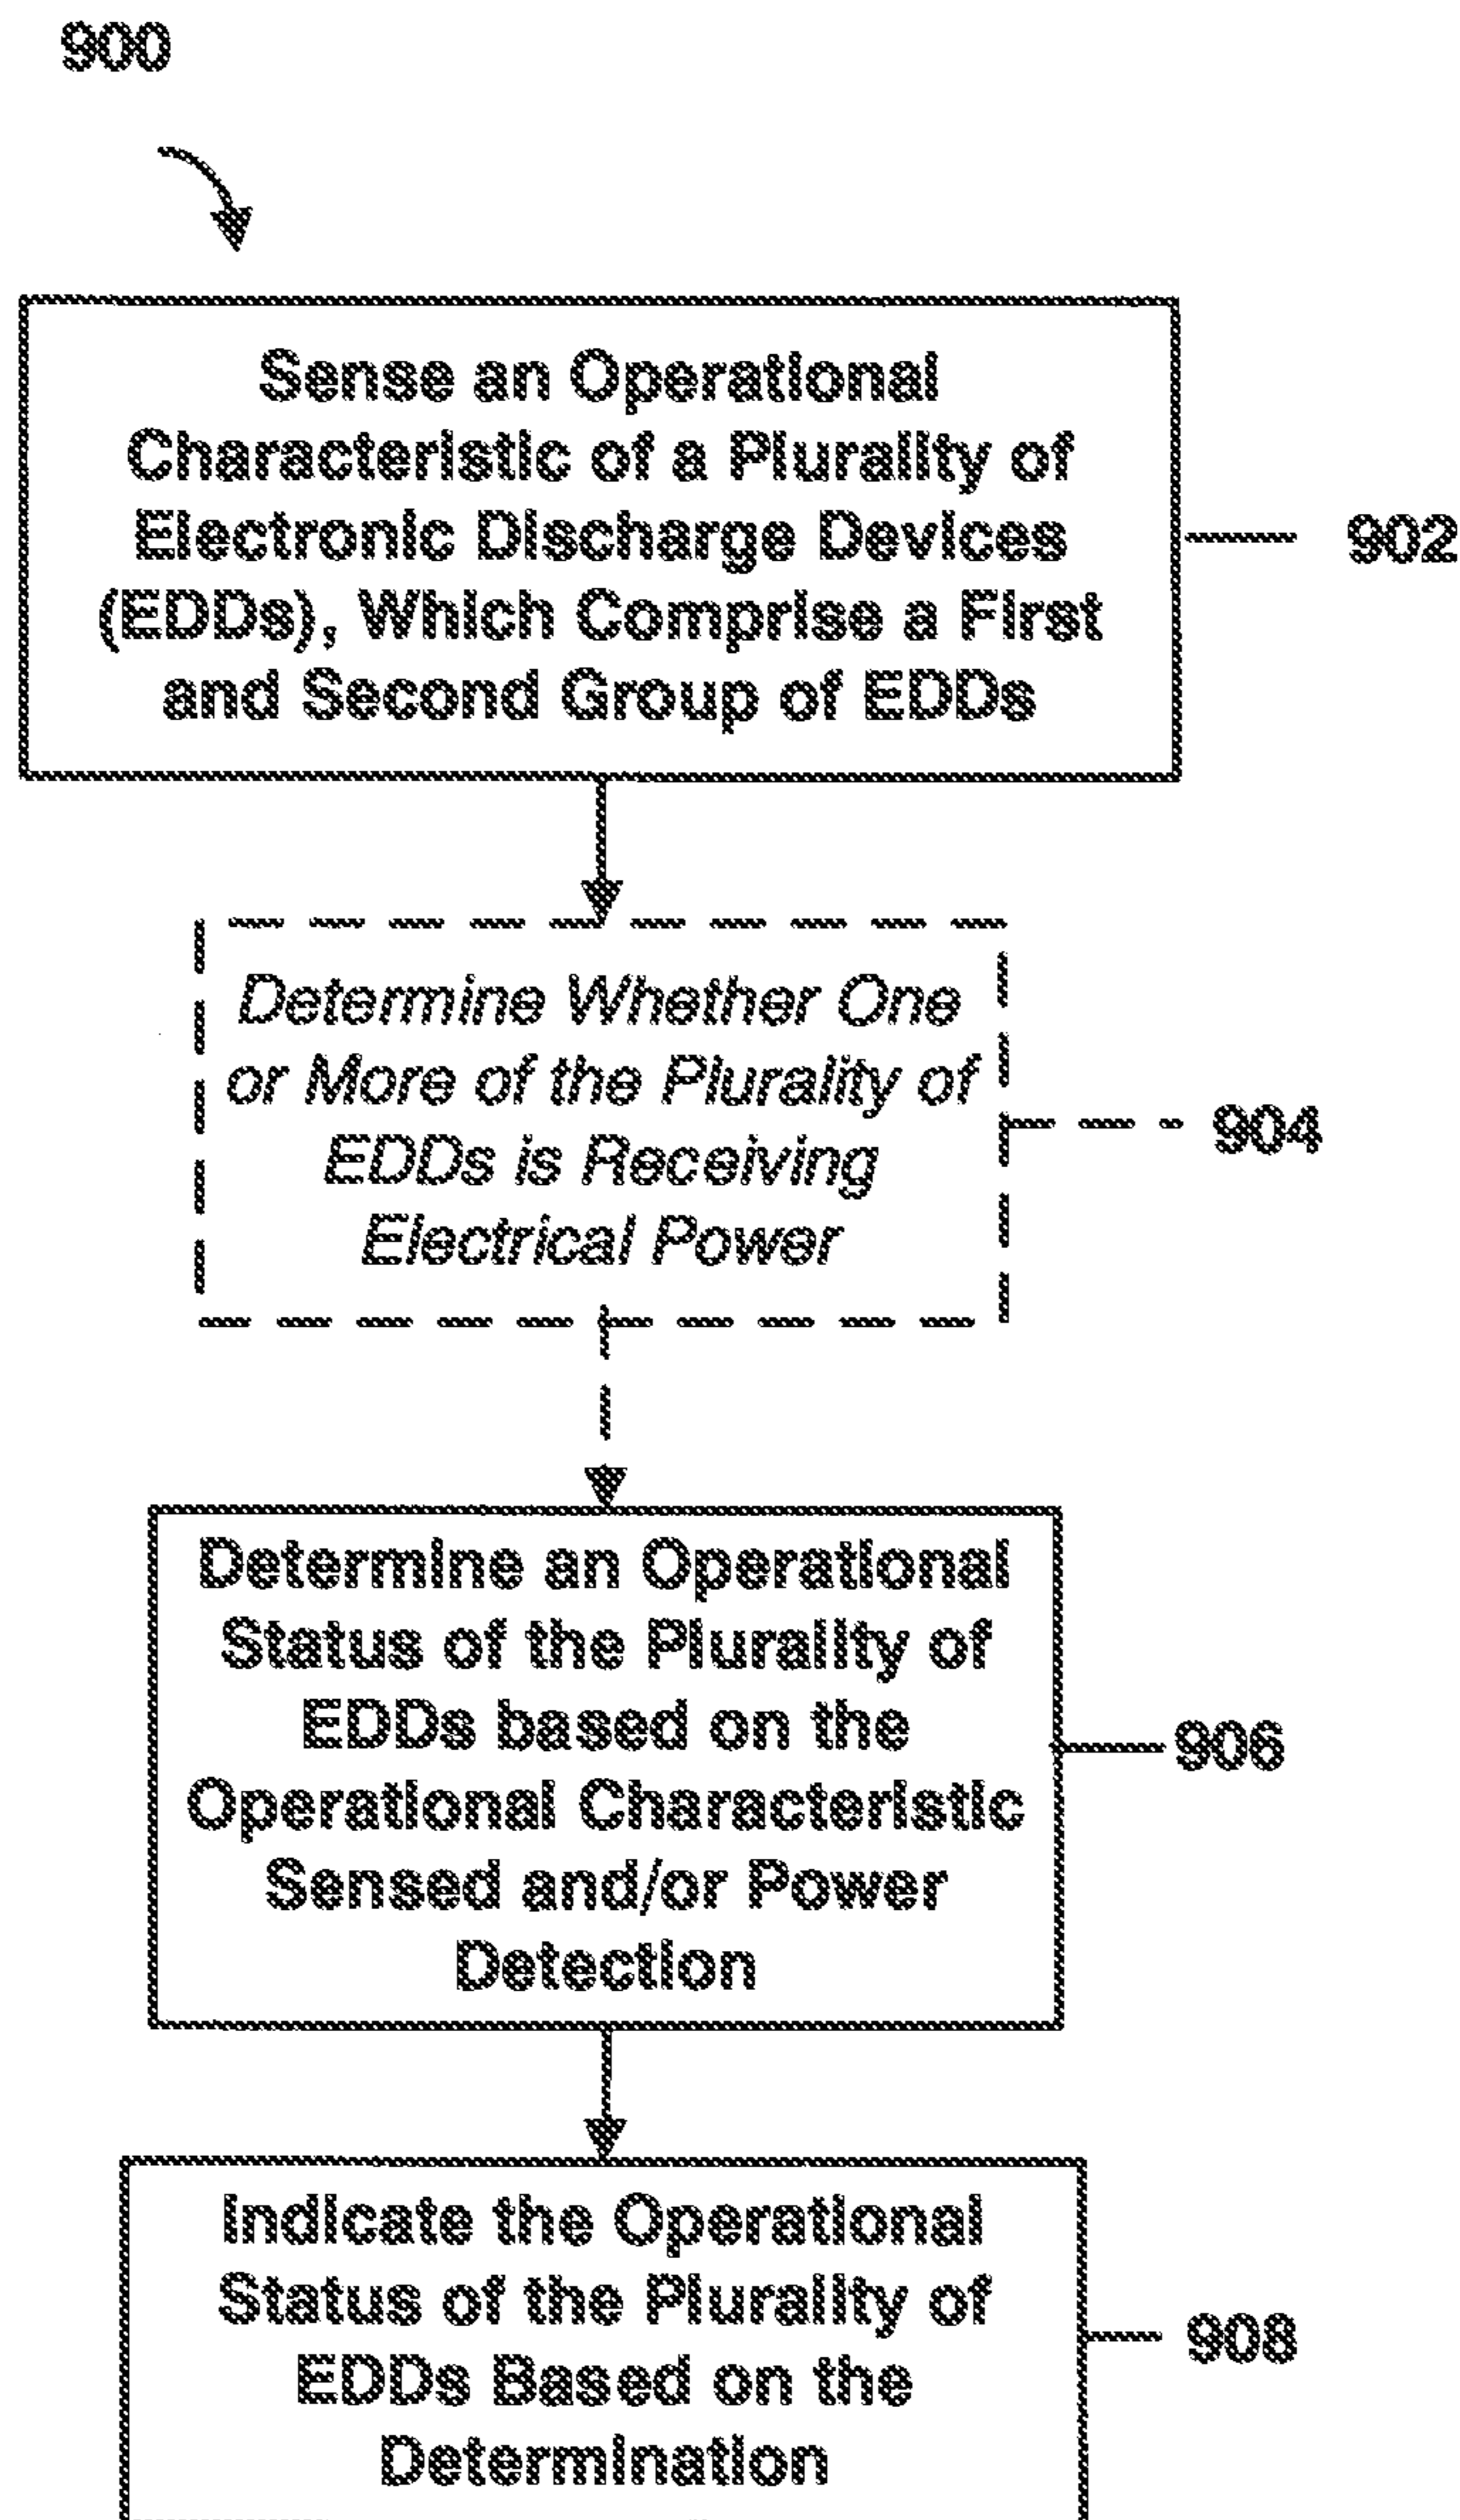 900
Sense an Operational
Characteristic of a Plurality of
Electronic Discharge Devices
(EDDs), Which Comprise a First
and Second Group of EDDs
902
Determine Whether One
or More of the Plurality of
EDDs is Receiving
Electrical Power
904
Determine an Operational
Status of the Plurality of
EDDs based on the
Operational Characteristic
Sensed and/or Power
Detection
906
Indicate the Operational
Status of the Plurality of
EDDs Based on the
Determination
908